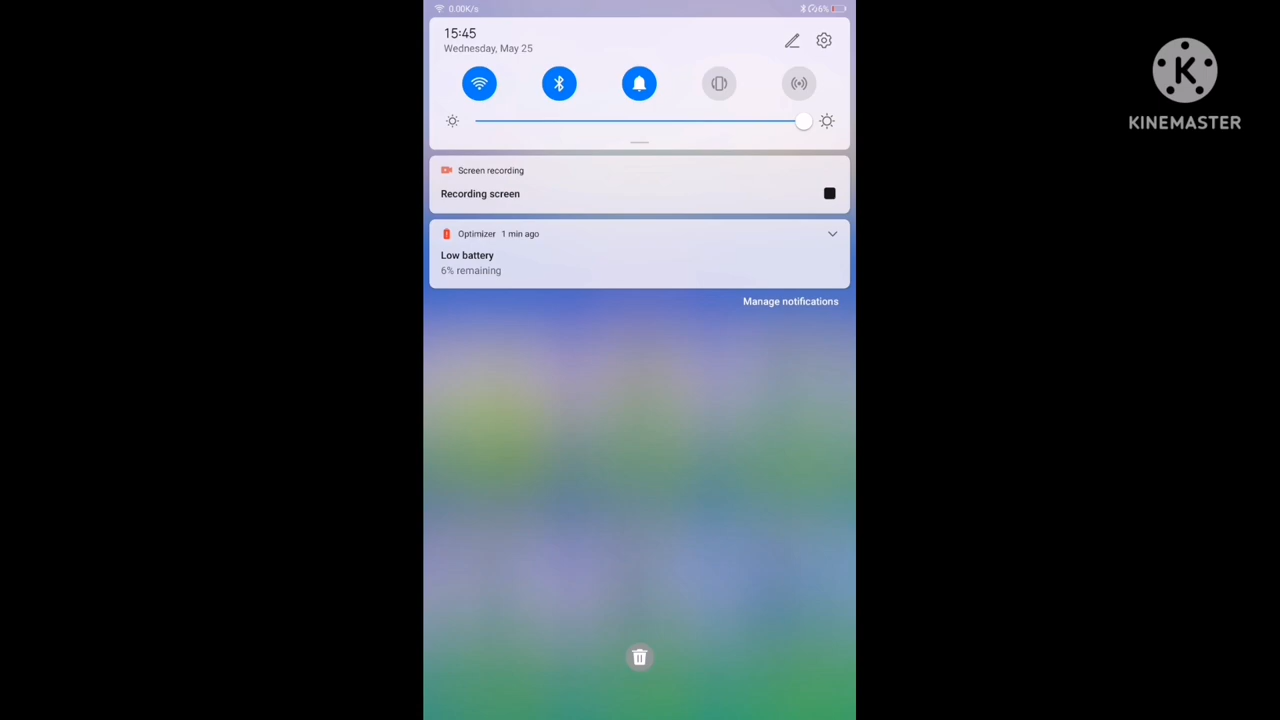 0.00K/s
6%
15:45
Wednesday, May 25
K
KINEMASTER
Screen recording
Recording screen
Optimizer 1 min ago
Low battery
6% remaining
Manage notifications